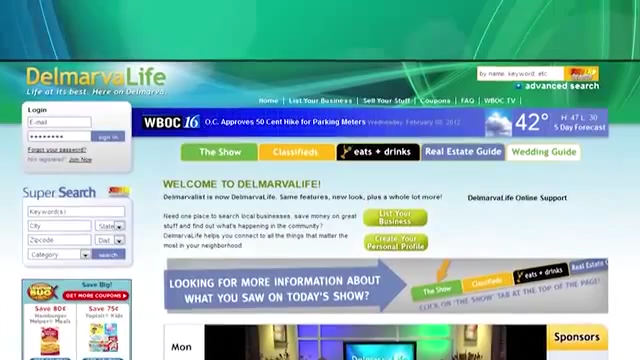 DelmarvaLife
Life at its best. Here on Delmarva.
by name, keyword, etc
advanced search
Home | List Your Business | Sell Your Stuff | Coupons | FAQ | WBOC TV
Login
E-mail
sign in
Forgot your password?
Not registered? Join Now
WBOC 16
O.C. Approves 50 Cent Hike for Parking Meters Wednesday, February 08, 2012
42° H: 47 L: 30
5 Day Forecast
The Show
Classifieds
eats + drinks
Real Estate Guide
Wedding Guide
Super Search
Keyword(s)
City
State
Zipcode
Dist
Category
search
WELCOME TO DELMARVALIFE!
Delmarvalist is now DelmarvaLife. Same features, new look, plus a whole lot more!
Need one place to search local businesses, save money on great
stuff and find out what's happening in the community?
DelmarvaLife helps you connect to all the things that matter the
most in your neighborhood
List Your
Business
Create Your
Personal Profile
DelmarvaLife Online Support
LOOKING FOR MORE INFORMATION ABOUT
WHAT YOU SAW ON TODAY'S SHOW?
The Show
Classifieds
eats + drinks
Real Estate G
CLICK ON 'THE SHOW' TAB AT THE TOP OF THE PAGE!
COUPON BUG
Save Big!
GET MORE COUPONS
Save 80¢
Hamburger
Helper® Meals
Save 75¢
Yoplait® Kids
Mon
DelmarvaLife
Sponsors